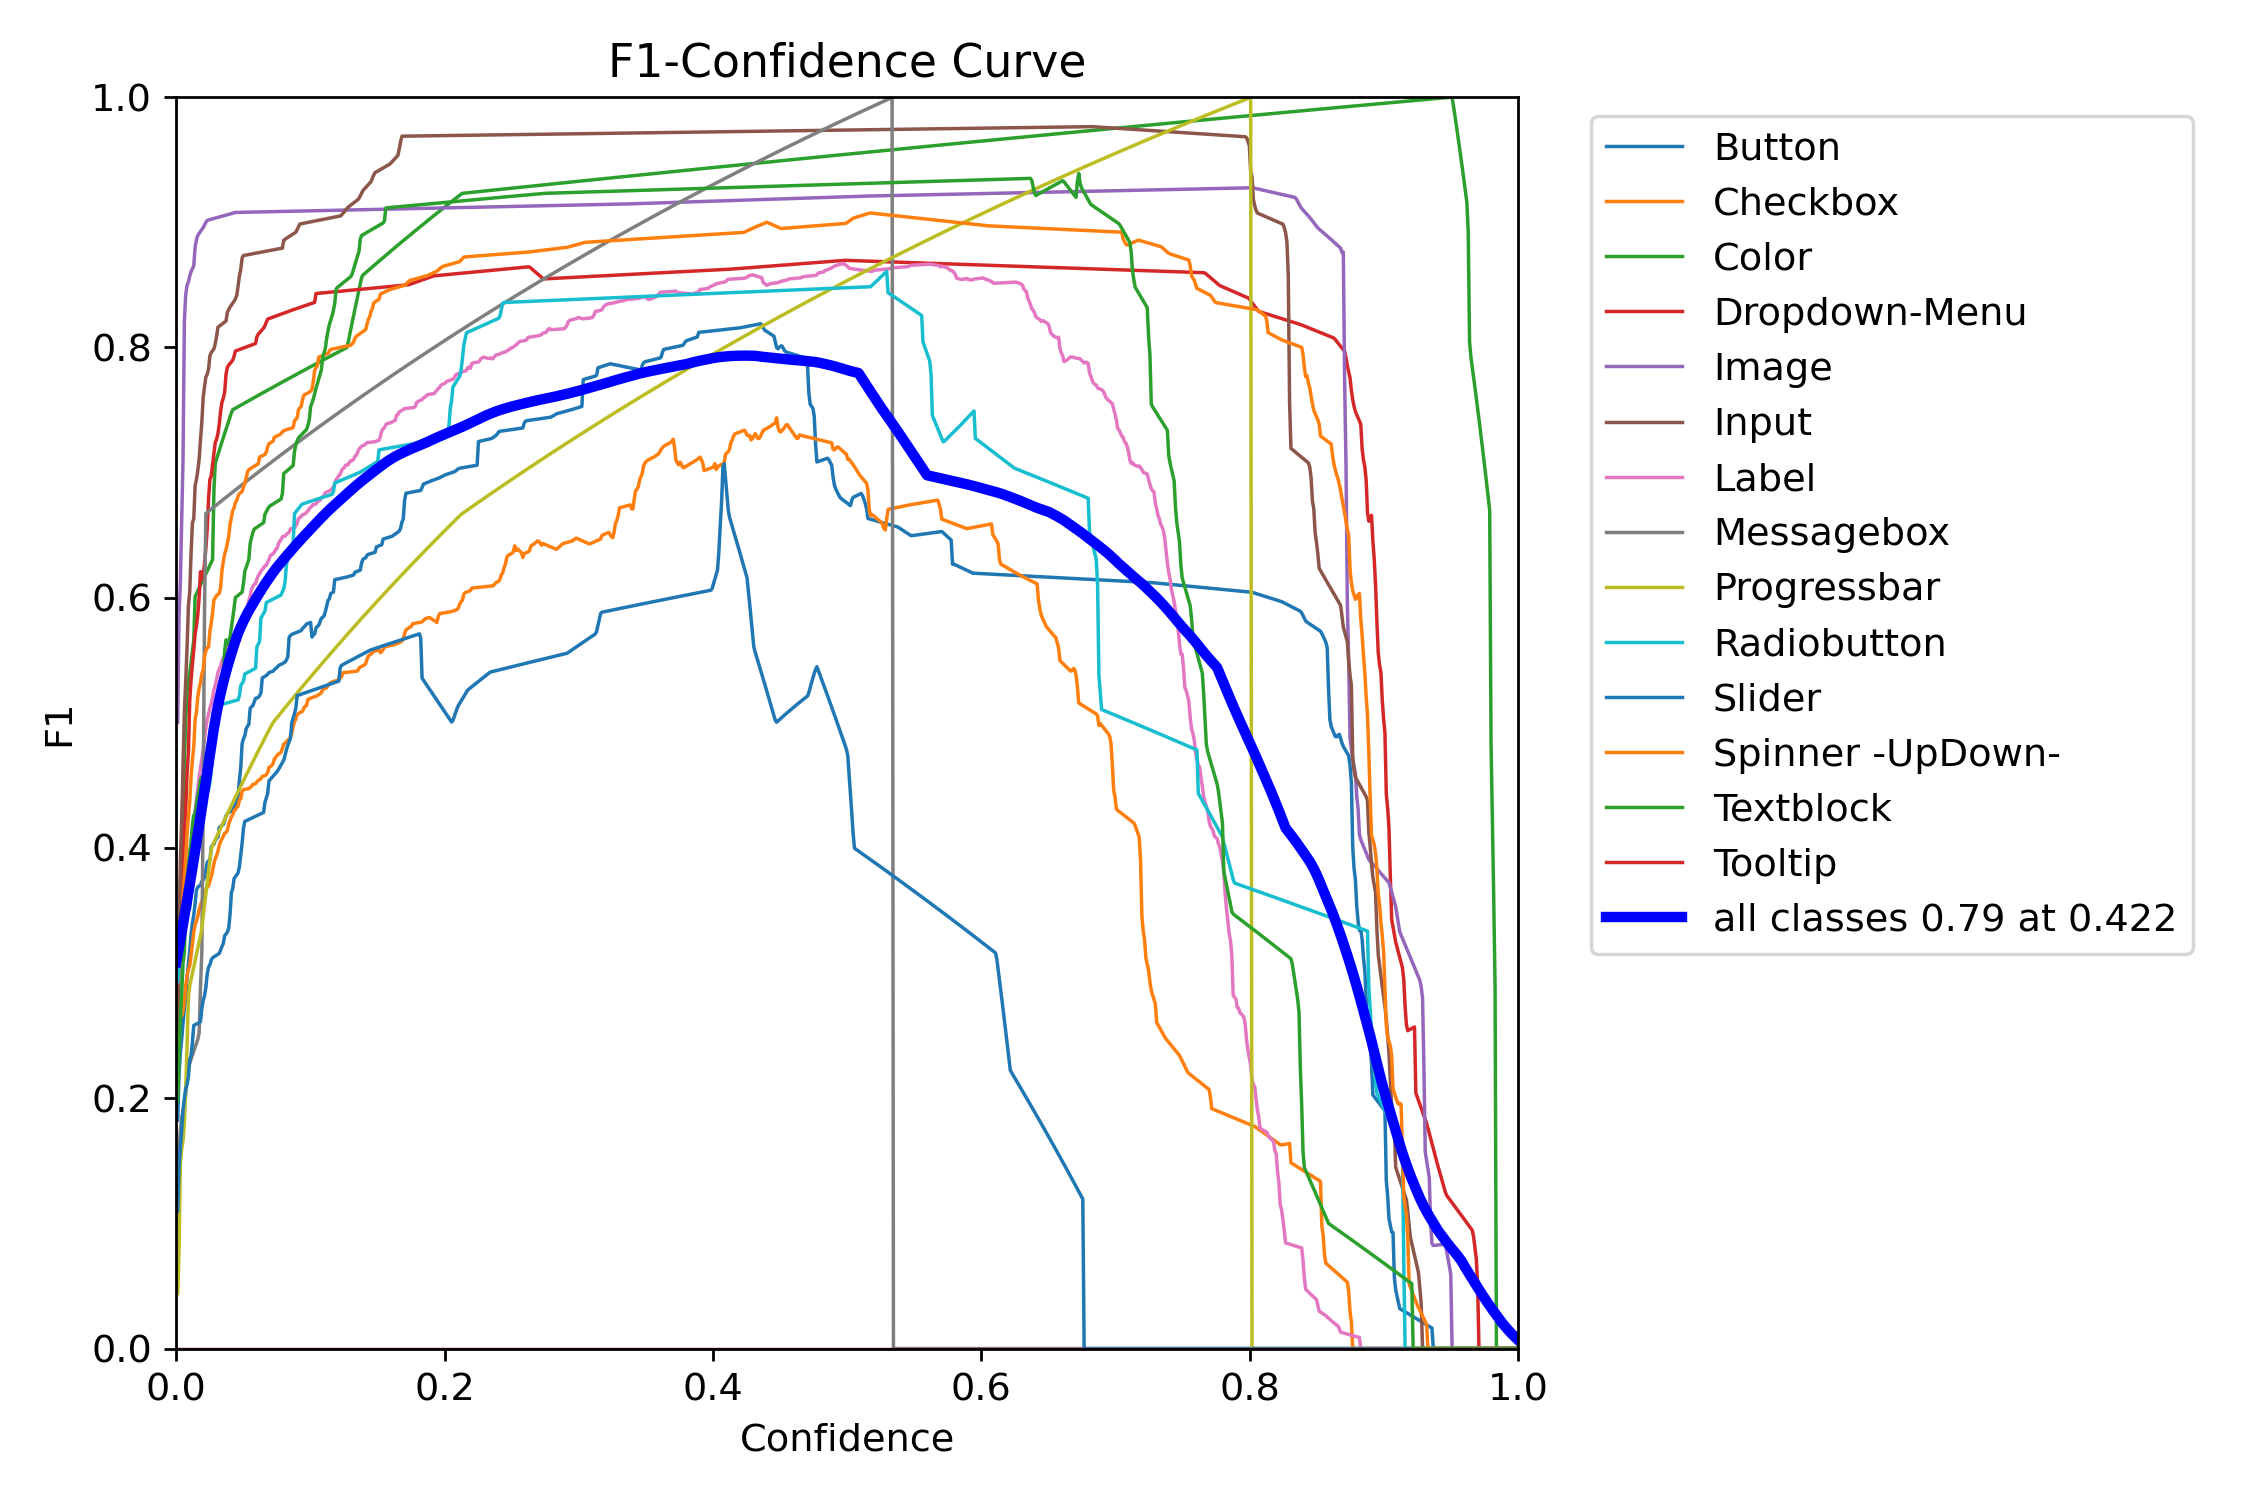 F1-Confidence Curve
1.0
0.8
0.6
0.4
0.2
0.0
F1
0.0 0.2 0.4 0.6 0.8 1.0
Confidence
Button
Checkbox
Color
Dropdown-Menu
Image
Input
Label
Messagebox
Progressbar
Radiobutton
Slider
Spinner -UpDown-
Textblock
Tooltip
all classes 0.79 at 0.422